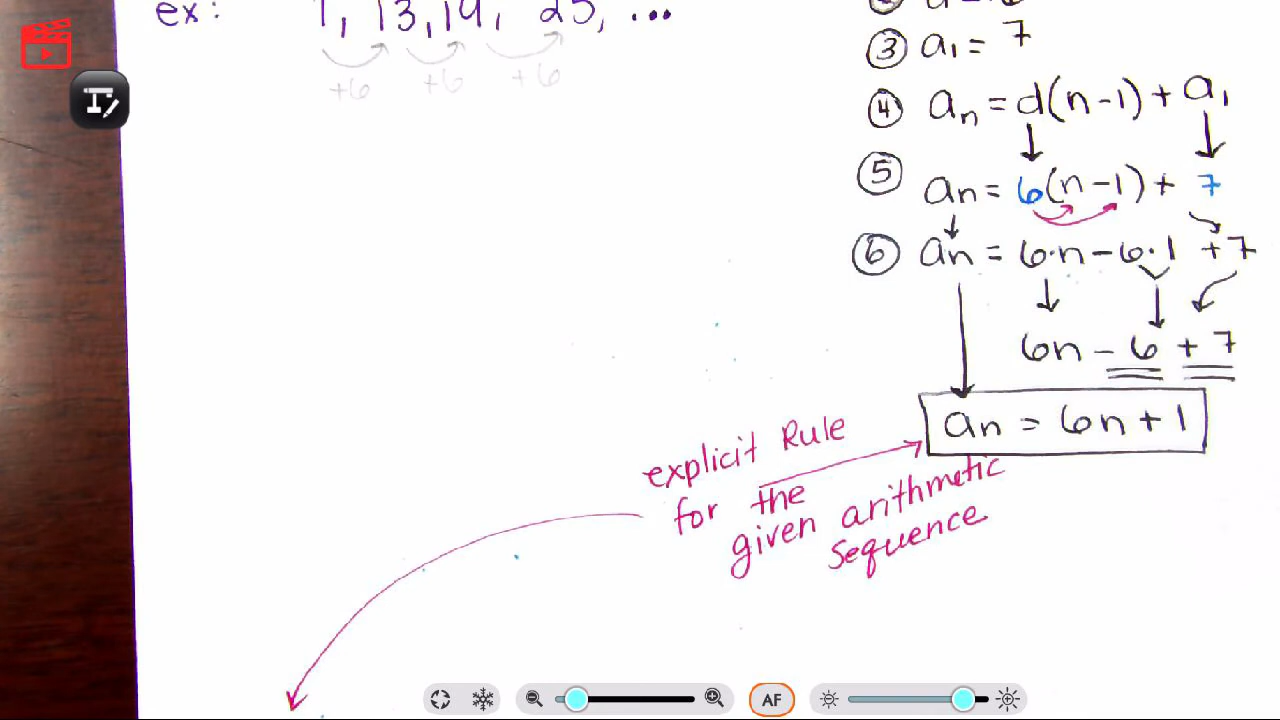 ex: 7, 13, 19, 25, ...
+6 +6 +6
③ a₁ = 7
④ aₙ = d(n-1) + a₁
⑤ aₙ = 6(n-1) + 7
⑥ aₙ = 6·n - 6·1 + 7
6n - 6 + 7
aₙ = 6n + 1
explicit Rule
for the
given arithmetic
sequence
AF